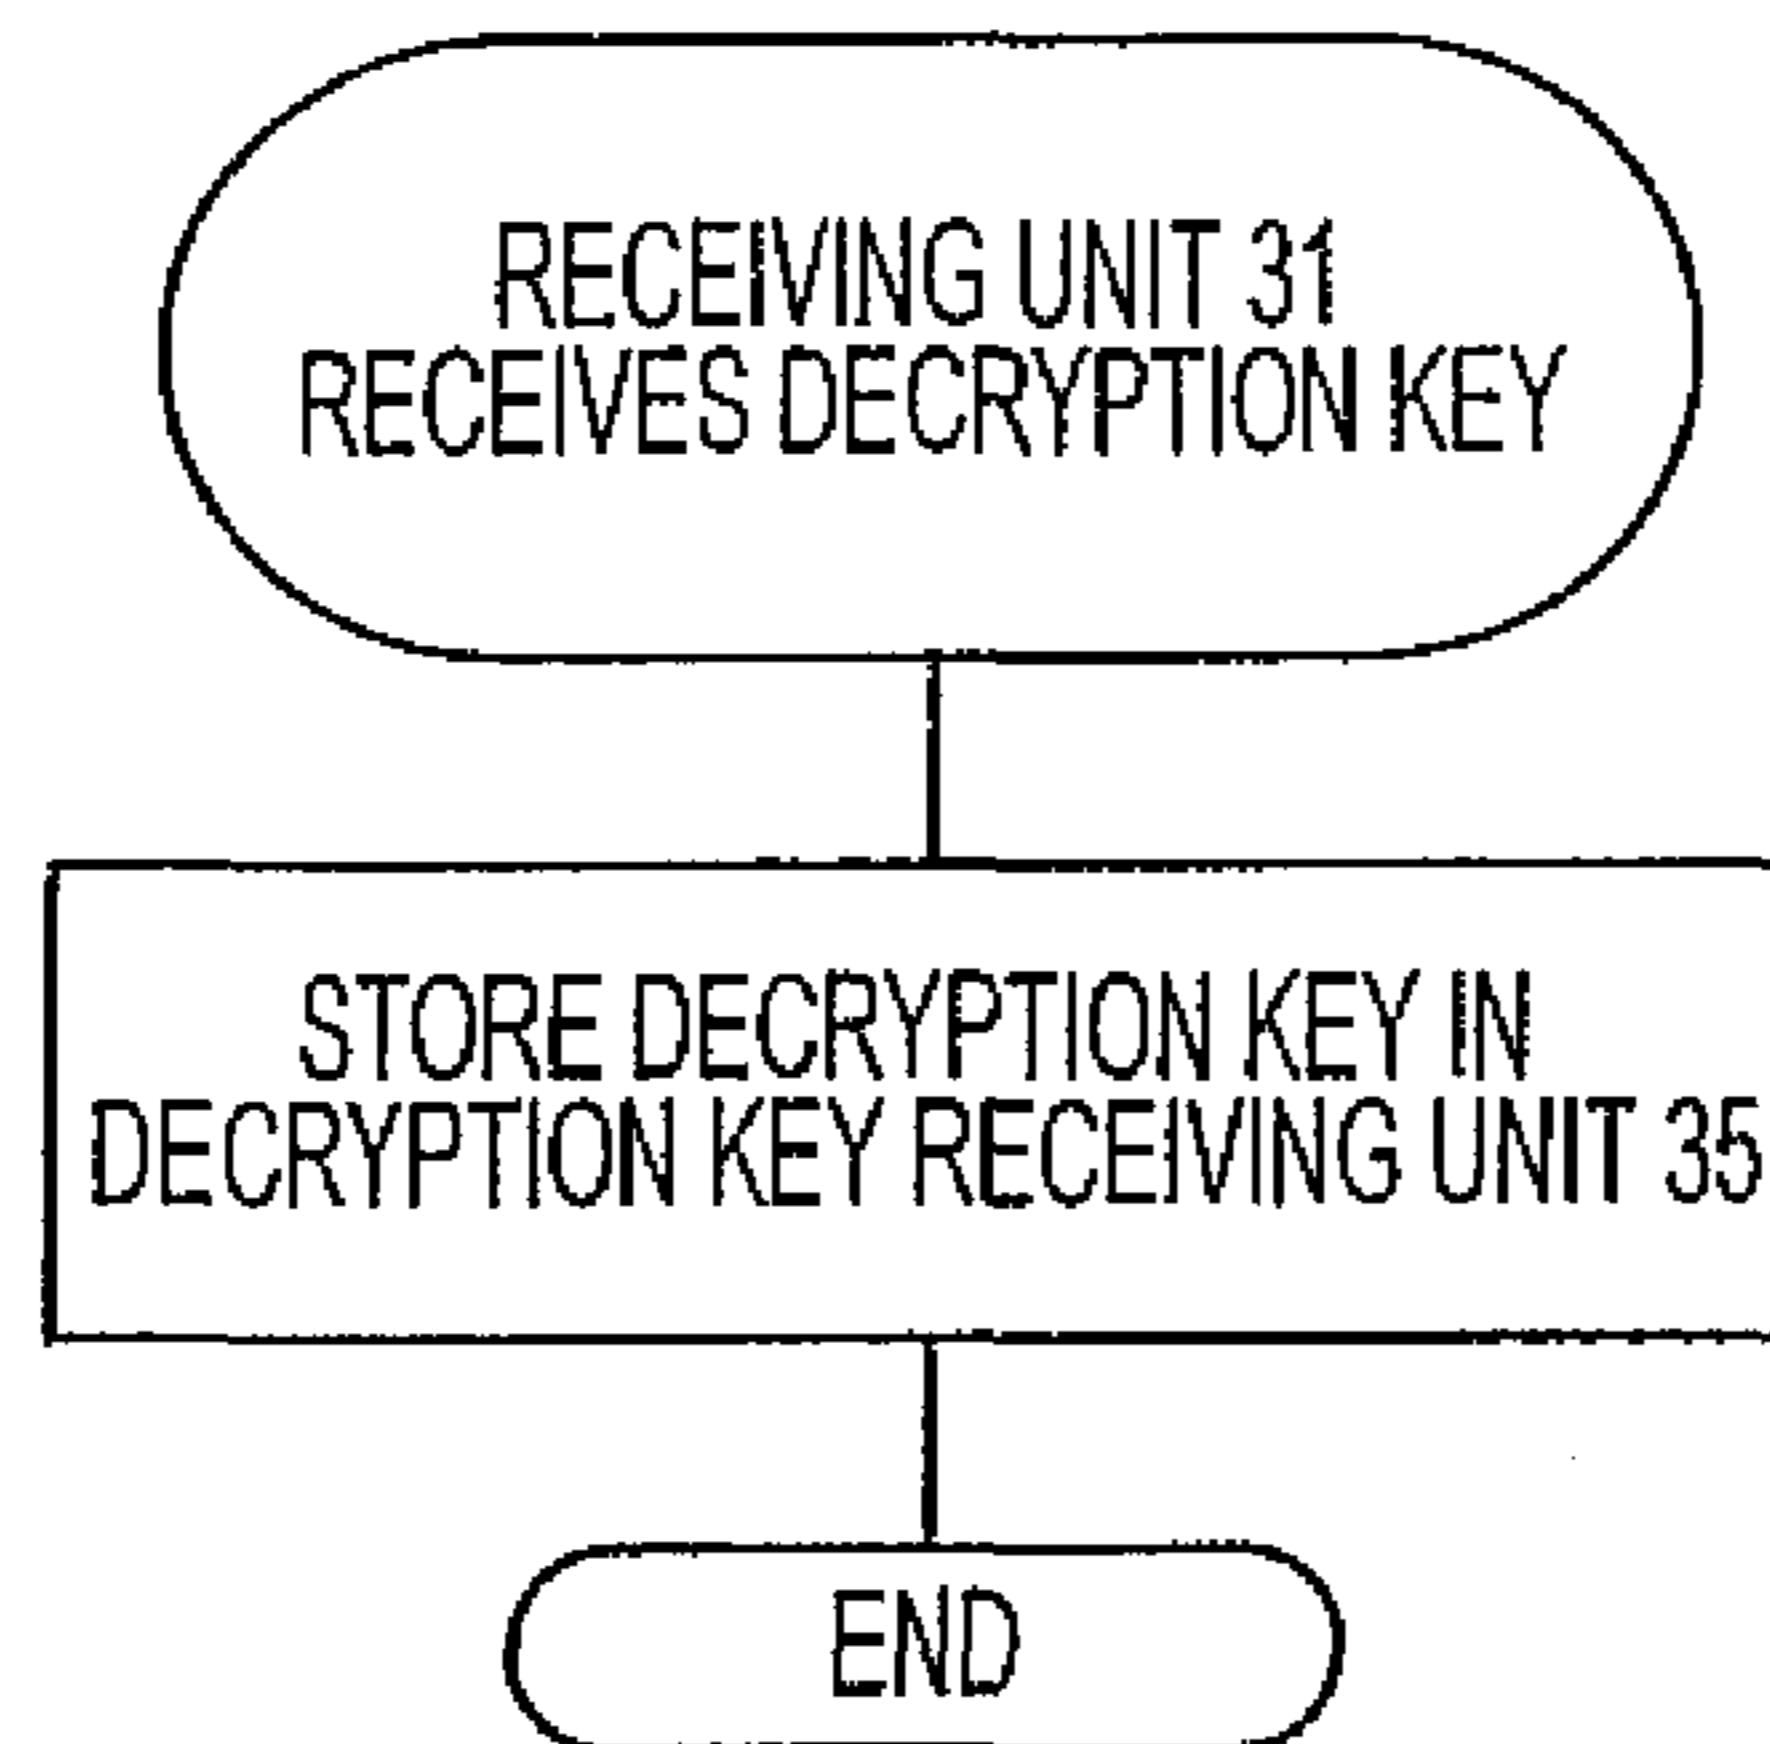 RECEIVING UNIT 31
RECEIVES DECRYPTION KEY
STORE DECRYPTION KEY IN
DECRYPTION KEY RECEIVING UNIT 35
END